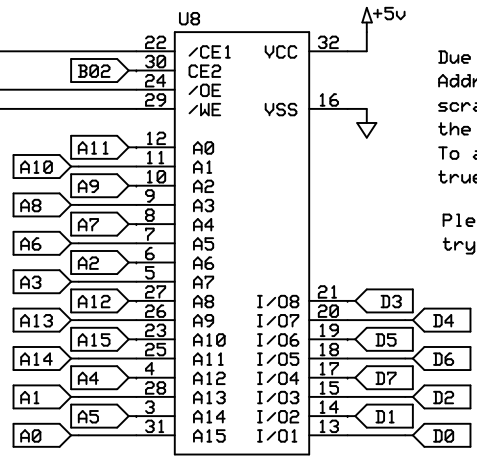 U8
+5v
22 /CE1 VCC 32
B02 30 CE2
24 /OE
29 /WE VSS 16
A11 12 A0
A10 11 A1
A9 10 A2
A8 9 A3
A7 8 A4
A6 7 A5
A2 6 A6
A3 5 A7
A12 27 A8 I/O8 21 D3
A13 26 A9 I/O7 20 D4
A15 23 A10 I/O6 19 D5
A14 25 A11 I/O5 18 D6
A4 4 A12 I/O4 17 D7
A1 28 A13 I/O3 15 D2
A5 3 A14 I/O2 14 D1
A0 31 A15 I/O1 13 D0
Due
Addr
scra
the
To a
true
Ple
try